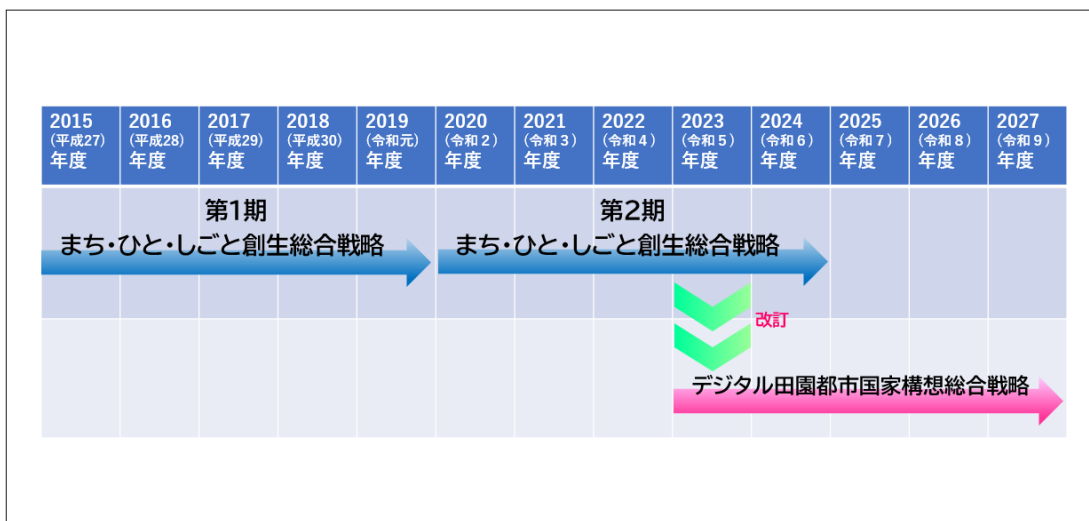 2015
(平成27)
年度
2016
(平成28)
年度
2017
(平成29)
年度
2018
(平成30)
年度
2019
(令和元)
年度
2020
(令和2)
年度
2021
(令和3)
年度
2022
(令和4)
年度
2023
(令和5)
年度
2024
(令和6)
年度
2025
(令和7)
年度
2026
(令和8)
年度
2027
(令和9)
年度
第1期
まち・ひと・しごと創生総合戦略
第2期
まち・ひと・しごと創生総合戦略
改訂
デジタル田園都市国家構想総合戦略